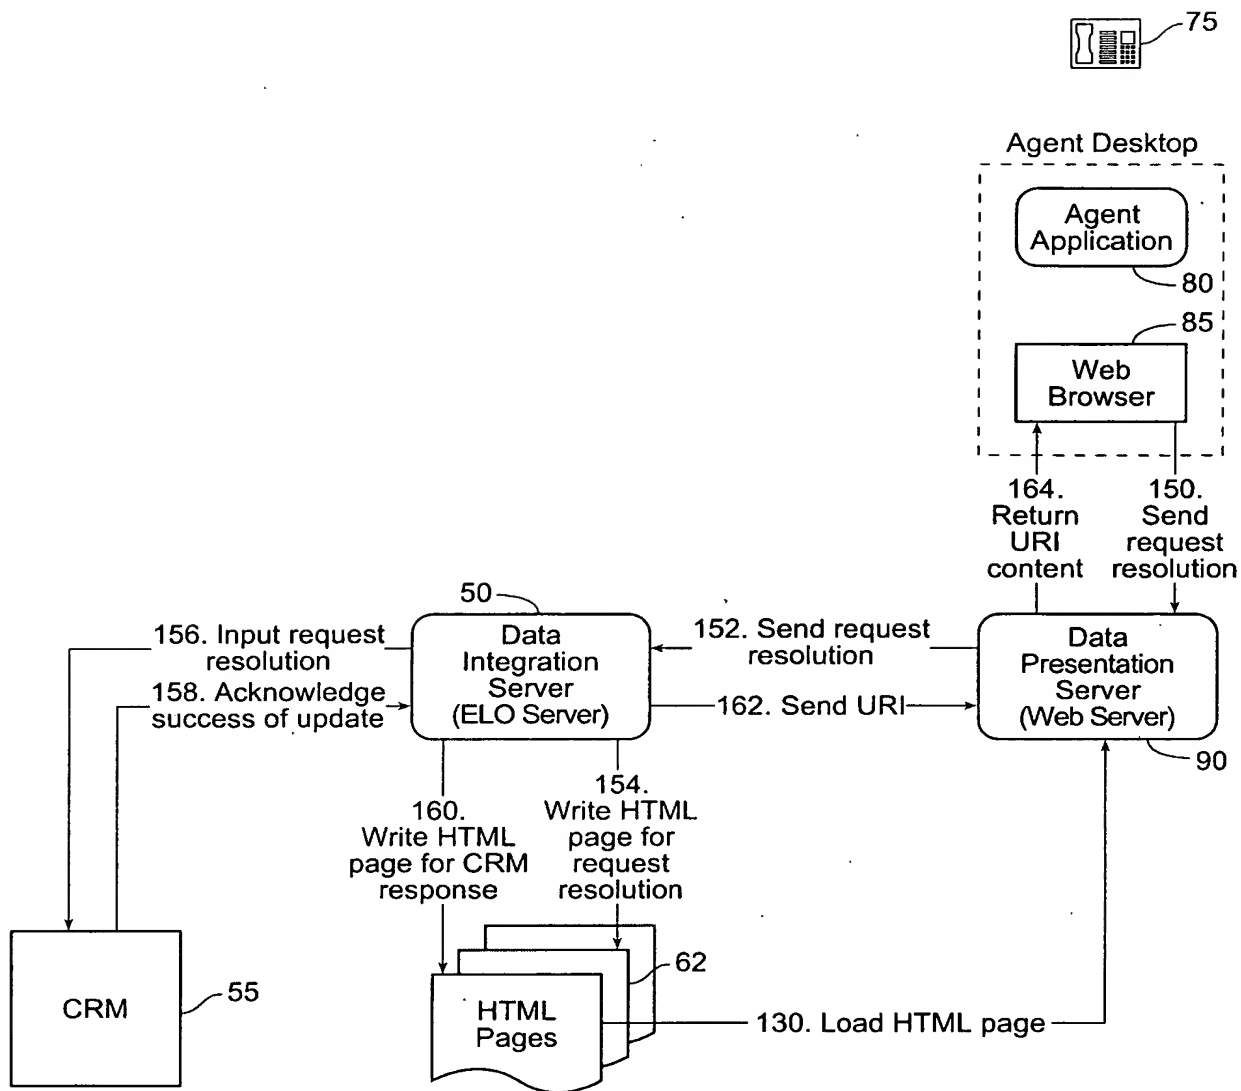 75
Agent Desktop
Agent
Application
80
85
Web
Browser
164.
Return
URI
content
150.
Send
request
resolution
50
156. Input request
resolution
158. Acknowledge
success of update
Data
Integration
Server
(ELO Server)
152. Send request
resolution
162. Send URI
Data
Presentation
Server
(Web Server)
90
160.
Write HTML
page for CRM
response
154.
Write HTML
page for
request
resolution
CRM
55
62
HTML
Pages
130. Load HTML page